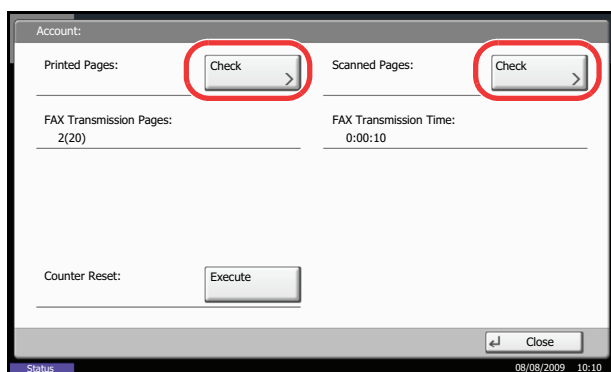 Account:
Printed Pages: Check Scanned Pages: Check
FAX Transmission Pages: FAX Transmission Time:
2(20) 0:00:10
Counter Reset: Execute
Close
Status 08/08/2009 10:10